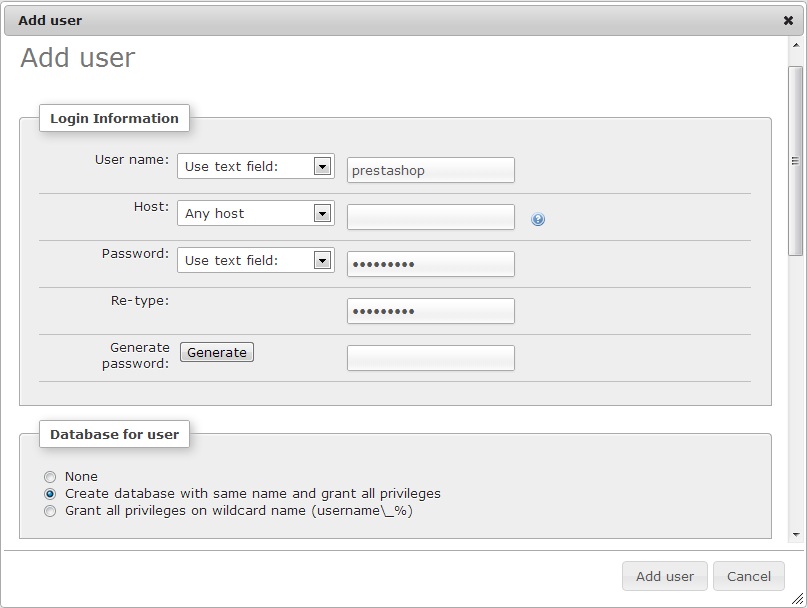 Add user
Add user
Login Information
User name: Use text field: prestashop
Host: Any host
Password: Use text field: •••••••••
Re-type: •••••••••
Generate password: Generate
Database for user
None
Create database with same name and grant all privileges
Grant all privileges on wildcard name (username\_%)
Add user Cancel